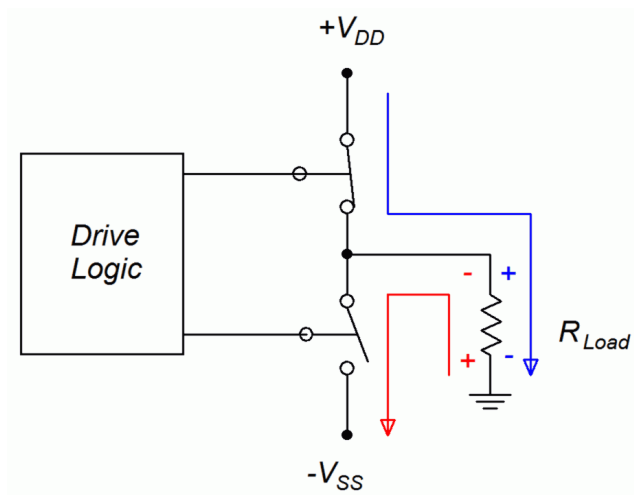 +VDD
Drive
Logic
- +
+ -
RLoad
-VSS